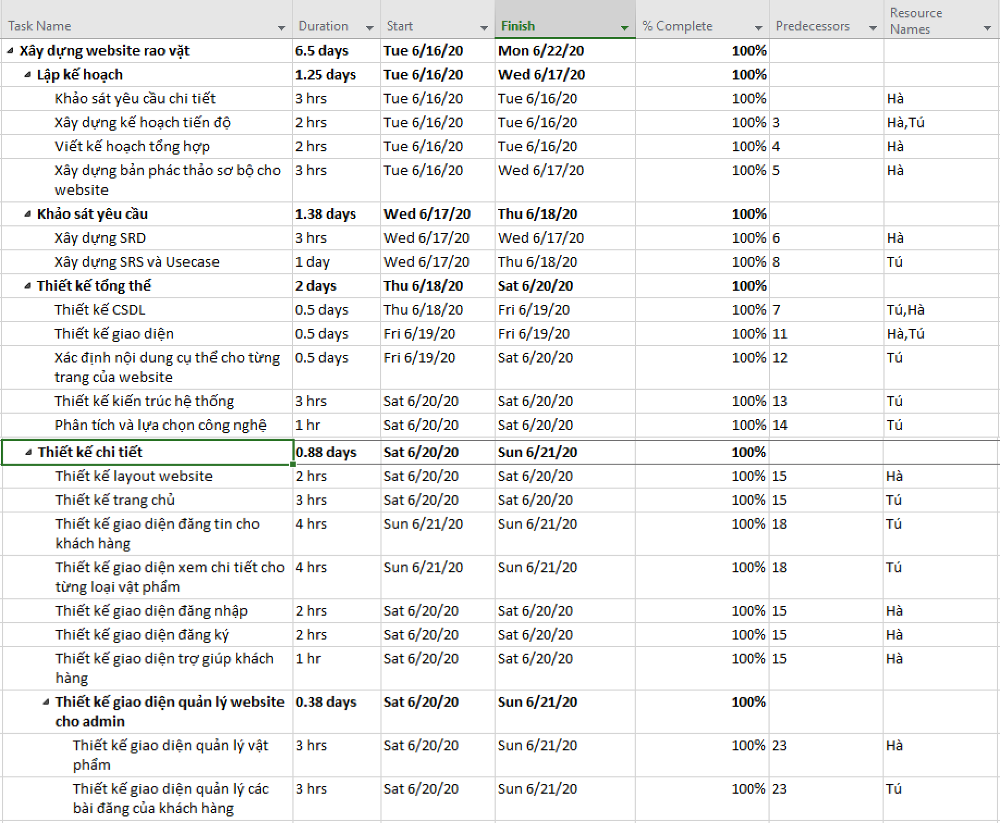 Task Name Duration Start Finish % Complete Predecessors Resource Names
Xây dựng website rao vặt 6.5 days Tue 6/16/20 Mon 6/22/20 100%
Lập kế hoạch 1.25 days Tue 6/16/20 Wed 6/17/20 100%
Khảo sát yêu cầu chi tiết 3 hrs Tue 6/16/20 Tue 6/16/20 100% Hà
Xây dựng kế hoạch tiến độ 2 hrs Tue 6/16/20 Tue 6/16/20 100% 3 Hà,Tú
Viết kế hoạch tổng hợp 2 hrs Tue 6/16/20 Tue 6/16/20 100% 4 Hà
Xây dựng bản phác thảo sơ bộ cho 3 hrs Tue 6/16/20 Wed 6/17/20 100% 5 Hà
website
Khảo sát yêu cầu 1.38 days Wed 6/17/20 Thu 6/18/20 100%
Xây dựng SRD 3 hrs Wed 6/17/20 Wed 6/17/20 100% 6 Hà
Xây dựng SRS và Usecase 1 day Wed 6/17/20 Thu 6/18/20 100% 8 Tú
Thiết kế tổng thể 2 days Thu 6/18/20 Sat 6/20/20 100%
Thiết kế CSDL 0.5 days Thu 6/18/20 Fri 6/19/20 100% 7 Tú,Hà
Thiết kế giao diện 0.5 days Fri 6/19/20 Fri 6/19/20 100% 11 Hà,Tú
Xác định nội dung cụ thể cho từng 0.5 days Fri 6/19/20 Sat 6/20/20 100% 12 Tú
trang của website
Thiết kế kiến trúc hệ thống 3 hrs Sat 6/20/20 Sat 6/20/20 100% 13 Tú
Phân tích và lựa chọn công nghệ 1 hr Sat 6/20/20 Sat 6/20/20 100% 14 Tú
Thiết kế chi tiết 0.88 days Sat 6/20/20 Sun 6/21/20 100%
Thiết kế layout website 2 hrs Sat 6/20/20 Sat 6/20/20 100% 15 Hà
Thiết kế trang chủ 3 hrs Sat 6/20/20 Sat 6/20/20 100% 15 Tú
Thiết kế giao diện đăng tin cho 4 hrs Sun 6/21/20 Sun 6/21/20 100% 18 Tú
khách hàng
Thiết kế giao diện xem chi tiết cho 4 hrs Sun 6/21/20 Sun 6/21/20 100% 18 Tú
từng loại vật phẩm
Thiết kế giao diện đăng nhập 2 hrs Sat 6/20/20 Sat 6/20/20 100% 15 Hà
Thiết kế giao diện đăng ký 2 hrs Sat 6/20/20 Sat 6/20/20 100% 15 Hà
Thiết kế giao diện trợ giúp khách 1 hr Sat 6/20/20 Sat 6/20/20 100% 15 Hà
hàng
Thiết kế giao diện quản lý website 0.38 days Sat 6/20/20 Sun 6/21/20 100%
cho admin
Thiết kế giao diện quản lý vật 3 hrs Sat 6/20/20 Sun 6/21/20 100% 23 Hà
phẩm
Thiết kế giao diện quản lý các 3 hrs Sat 6/20/20 Sun 6/21/20 100% 23 Tú
bài đăng của khách hàng